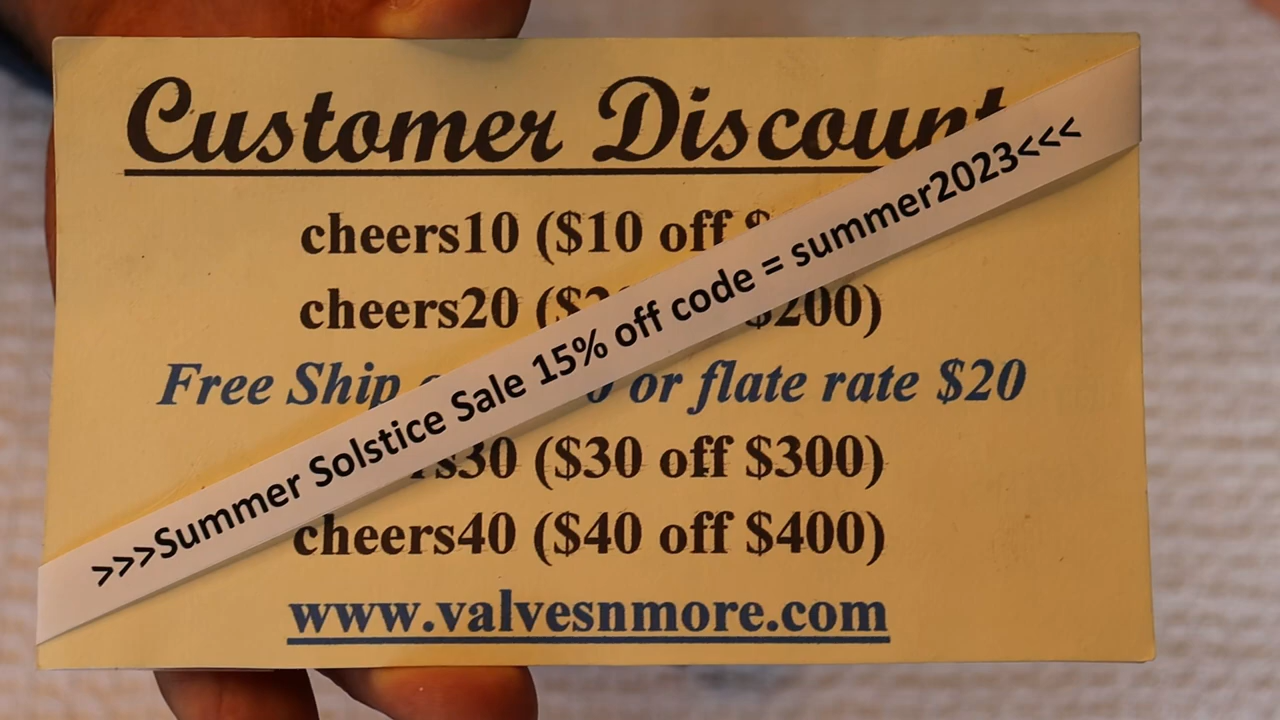 Customer Discount
cheers10 ($10 off
cheers20 $200)
Free Ship or flate rate $20
($30 off $300)
cheers40 ($40 off $400)
www.valvesnmore.com
>>>Summer Solstice Sale 15% off code = summer2023<<<